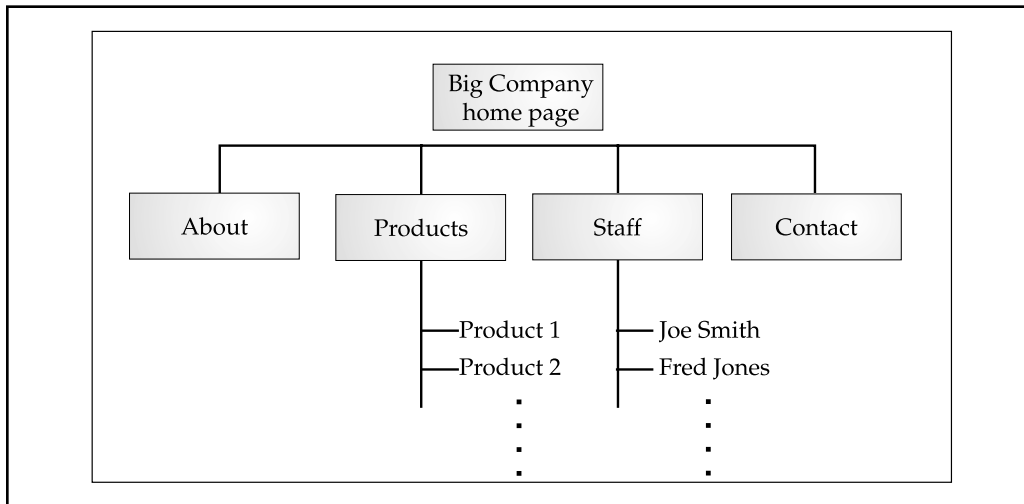 Big Company
home page
About
Products
Staff
Contact
Product 1
Product 2
Joe Smith
Fred Jones